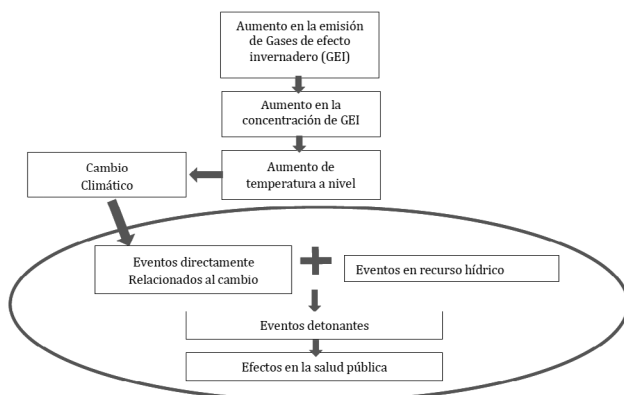 Aumento en la emisión
de Gases de efecto
invernadero (GEI)
Aumento en la
concentración de GEI
Aumento de
temperatura a nivel
Cambio
Climático
Eventos directamente
Relacionados al cambio
Eventos en recurso hídrico
Eventos detonantes
Efectos en la salud pública